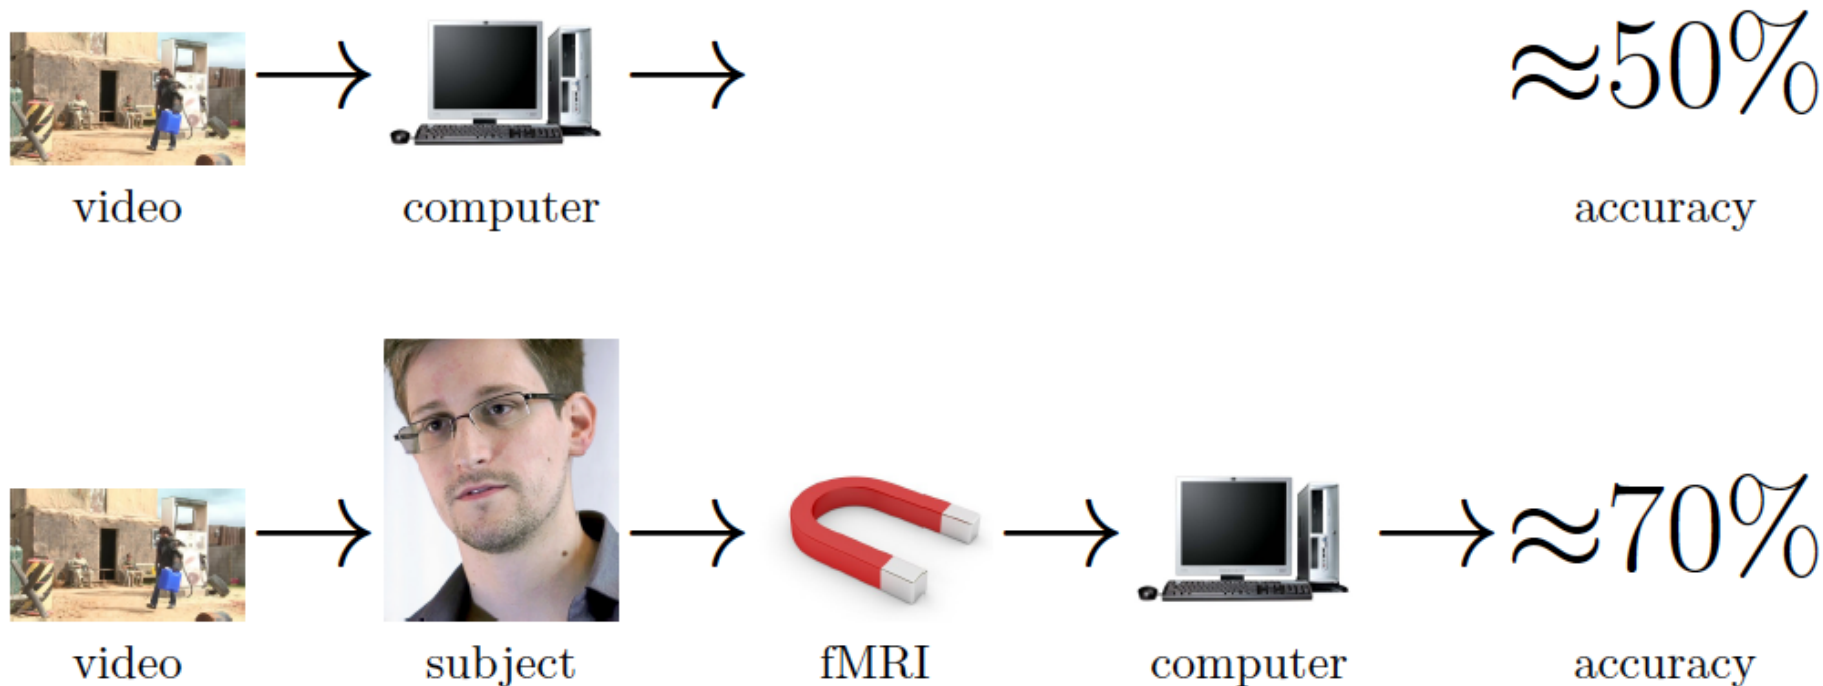 ≈50%
video computer accuracy
≈70%
video subject fMRI computer accuracy